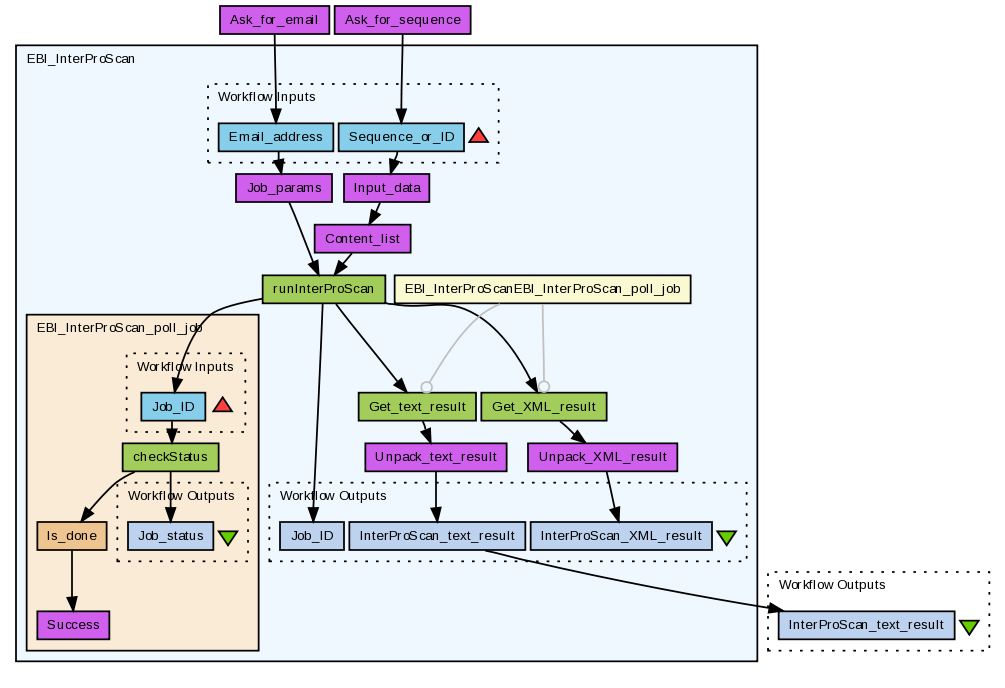 Ask_for_email
Ask_for_sequence
EBI_InterProScan
Workflow Inputs
Email_address
Sequence_or_ID
Job_params
Input_data
Content_list
runInterProScan
EBI_InterProScanEBI_InterProScan_poll_job
EBI_InterProScan_poll_job
Workflow Inputs
Job_ID
Get_text_result
Get_XML_result
checkStatus
Unpack_text_result
Unpack_XML_result
Workflow Outputs
Workflow Outputs
Is_done
Job_status
Job_ID
InterProScan_text_result
InterProScan_XML_result
Workflow Outputs
Success
InterProScan_text_result